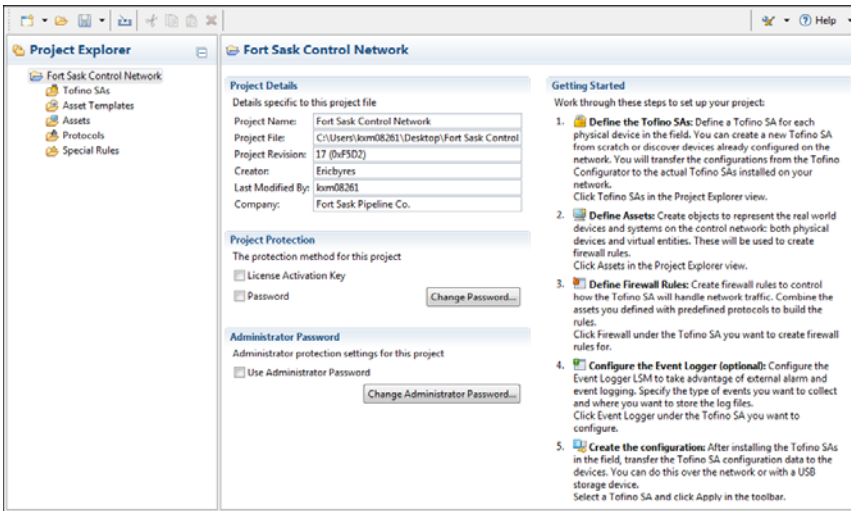 Help
Project Explorer
Fort Sask Control Network
Tofino SAs
Asset Templates
Assets
Protocols
Special Rules
Fort Sask Control Network
Project Details
Details specific to this project file
Project Name: Fort Sask Control Network
Project File: C:\Users\kxm08261\Desktop\Fort Sask Control
Project Revision: 17 (0xF5D2)
Creator: Ericbyres
Last Modified By: kxm08261
Company: Fort Sask Pipeline Co.
Project Protection
The protection method for this project
License Activation Key
Password
Change Password...
Administrator Password
Administrator protection settings for this project
Use Administrator Password
Change Administrator Password...
Getting Started
Work through these steps to set up your project:
1. Define the Tofino SAs: Define a Tofino SA for each
physical device in the field. You can create a new Tofino SA
from scratch or discover devices already configured on the
network. You will transfer the configurations from the Tofino
Configurator to the actual Tofino SAs installed on your
network.
Click Tofino SAs in the Project Explorer view.
2. Define Assets: Create objects to represent the real world
devices and systems on the control network: both physical
devices and virtual entities. These will be used to create
firewall rules.
Click Assets in the Project Explorer view.
3. Define Firewall Rules: Create firewall rules to control
how the Tofino SA will handle network traffic. Combine the
assets you defined with predefined protocols to build the
rules.
Click Firewall under the Tofino SA you want to create firewall
rules for.
4. Configure the Event Logger (optional): Configure the
Event Logger LSM to take advantage of external alarm and
event logging. Specify the type of events you want to collect
and where you want to store the log files.
Click Event Logger under the Tofino SA you want to
configure.
5. Create the configuration: After installing the Tofino SAs
in the field, transfer the Tofino SA configuration data to the
devices. You can do this over the network or with a USB
storage device.
Select a Tofino SA and click Apply in the toolbar.